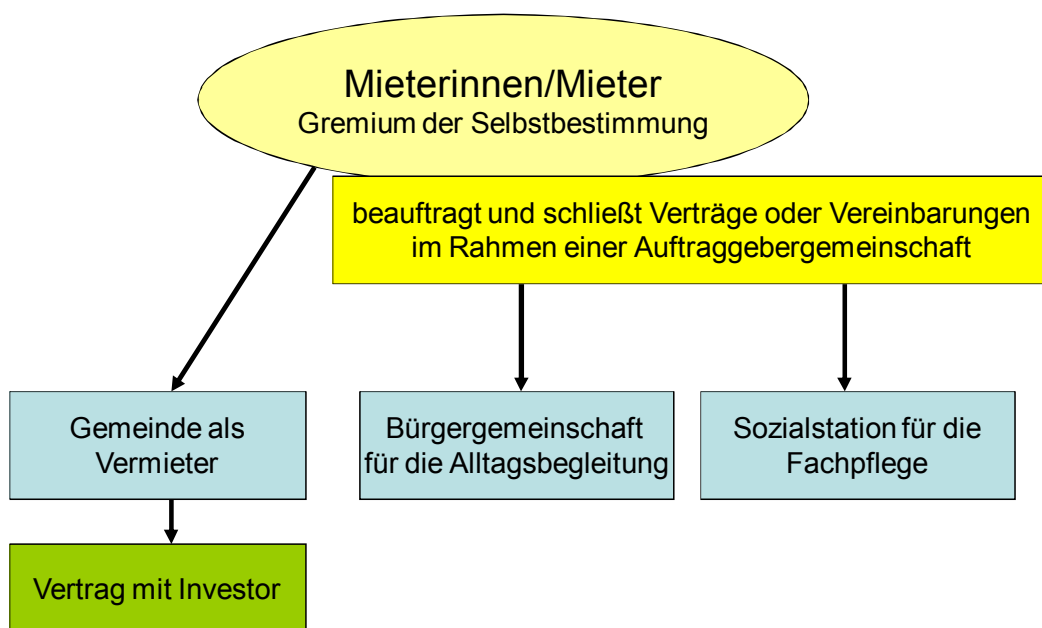 Mieterinnen/Mieter
Gremium der Selbstbestimmung
beauftragt und schließt Verträge oder Vereinbarungen
im Rahmen einer Auftraggebergemeinschaft
Gemeinde als
Vermieter
Bürgergemeinschaft
für die Alltagsbegleitung
Sozialstation für die
Fachpflege
Vertrag mit Investor